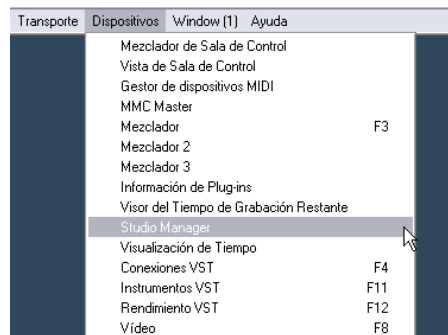 Transporte Dispositivos Window (1) Ayuda
Mezclador de Sala de Control
Vista de Sala de Control
Gestor de dispositivos MIDI
MMC Master
Mezclador F3
Mezclador 2
Mezclador 3
Información de Plug-ins
Visor del Tiempo de Grabación Restante
Studio Manager
Visualización de Tiempo
Conexiones VST F4
Instrumentos VST F11
Rendimiento VST F12
Vídeo F8